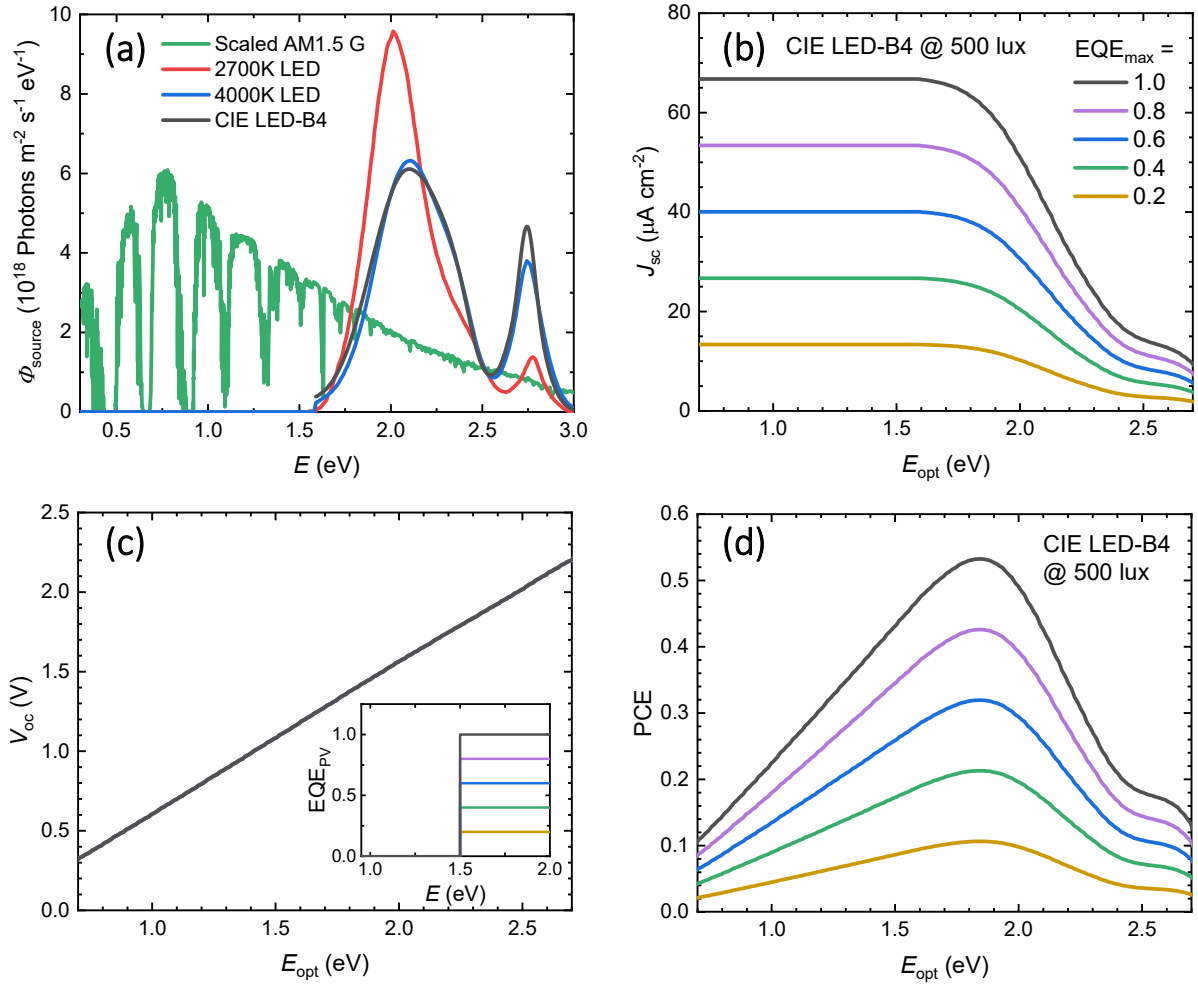 (a)
Scaled AM1.5 G
2700K LED
4000K LED
CIE LED-B4
Φsource (10^18 Photons m^-2 s^-1 eV^-1)
10
8
6
4
2
0
0.5 1.0 1.5 2.0 2.5 3.0
E (eV)
(b)
CIE LED-B4 @ 500 lux
EQEmax =
1.0
0.8
0.6
0.4
0.2
Jsc (μA cm^-2)
80
60
40
20
0
1.0 1.5 2.0 2.5
Eopt (eV)
(c)
Voc (V)
2.5
2.0
1.5
1.0
0.5
0.0
1.0 1.5 2.0 2.5
Eopt (eV)
EQEPV
1.0
0.5
0.0
1.0 1.5 2.0
E (eV)
(d)
CIE LED-B4
@ 500 lux
PCE
0.6
0.5
0.4
0.3
0.2
0.1
0.0
1.0 1.5 2.0 2.5
Eopt (eV)